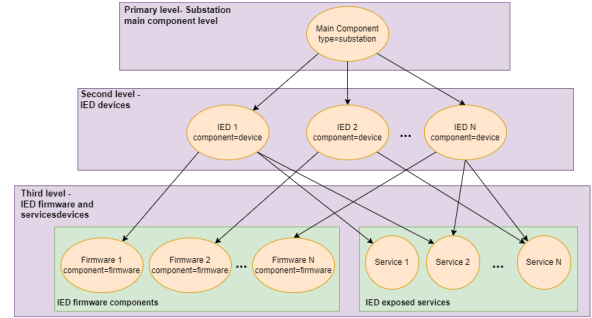 Primary level- Substation
main component level
Main Component
type=substation
Second level -
IED devices
IED 1
component=device
IED 2
component=device
...
IED N
component=device
Third level -
IED firmware and
servicesdevices
Firmware 1
component=firmware
Firmware 2
component=firmware
...
Firmware N
component=firmware
Service 1
Service 2
...
Service N
IED firmware components
IED exposed services